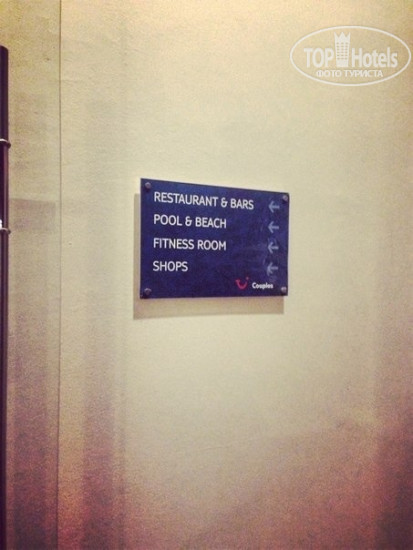 TOP Hotels
ФОТО ТУРИСТА
RESTAURANT & BARS
POOL & BEACH
FITNESS ROOM
SHOPS
Couples